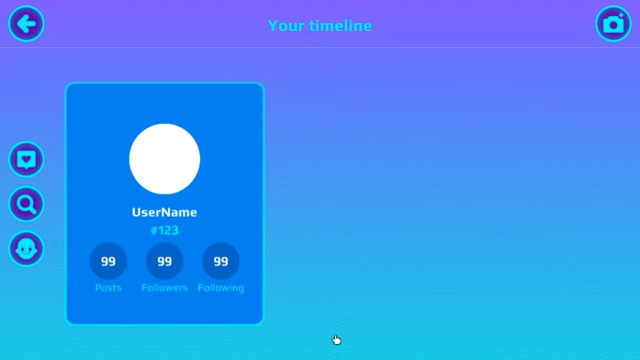 Your timeline
UserName
#123
99 99 99
Posts Followers Following